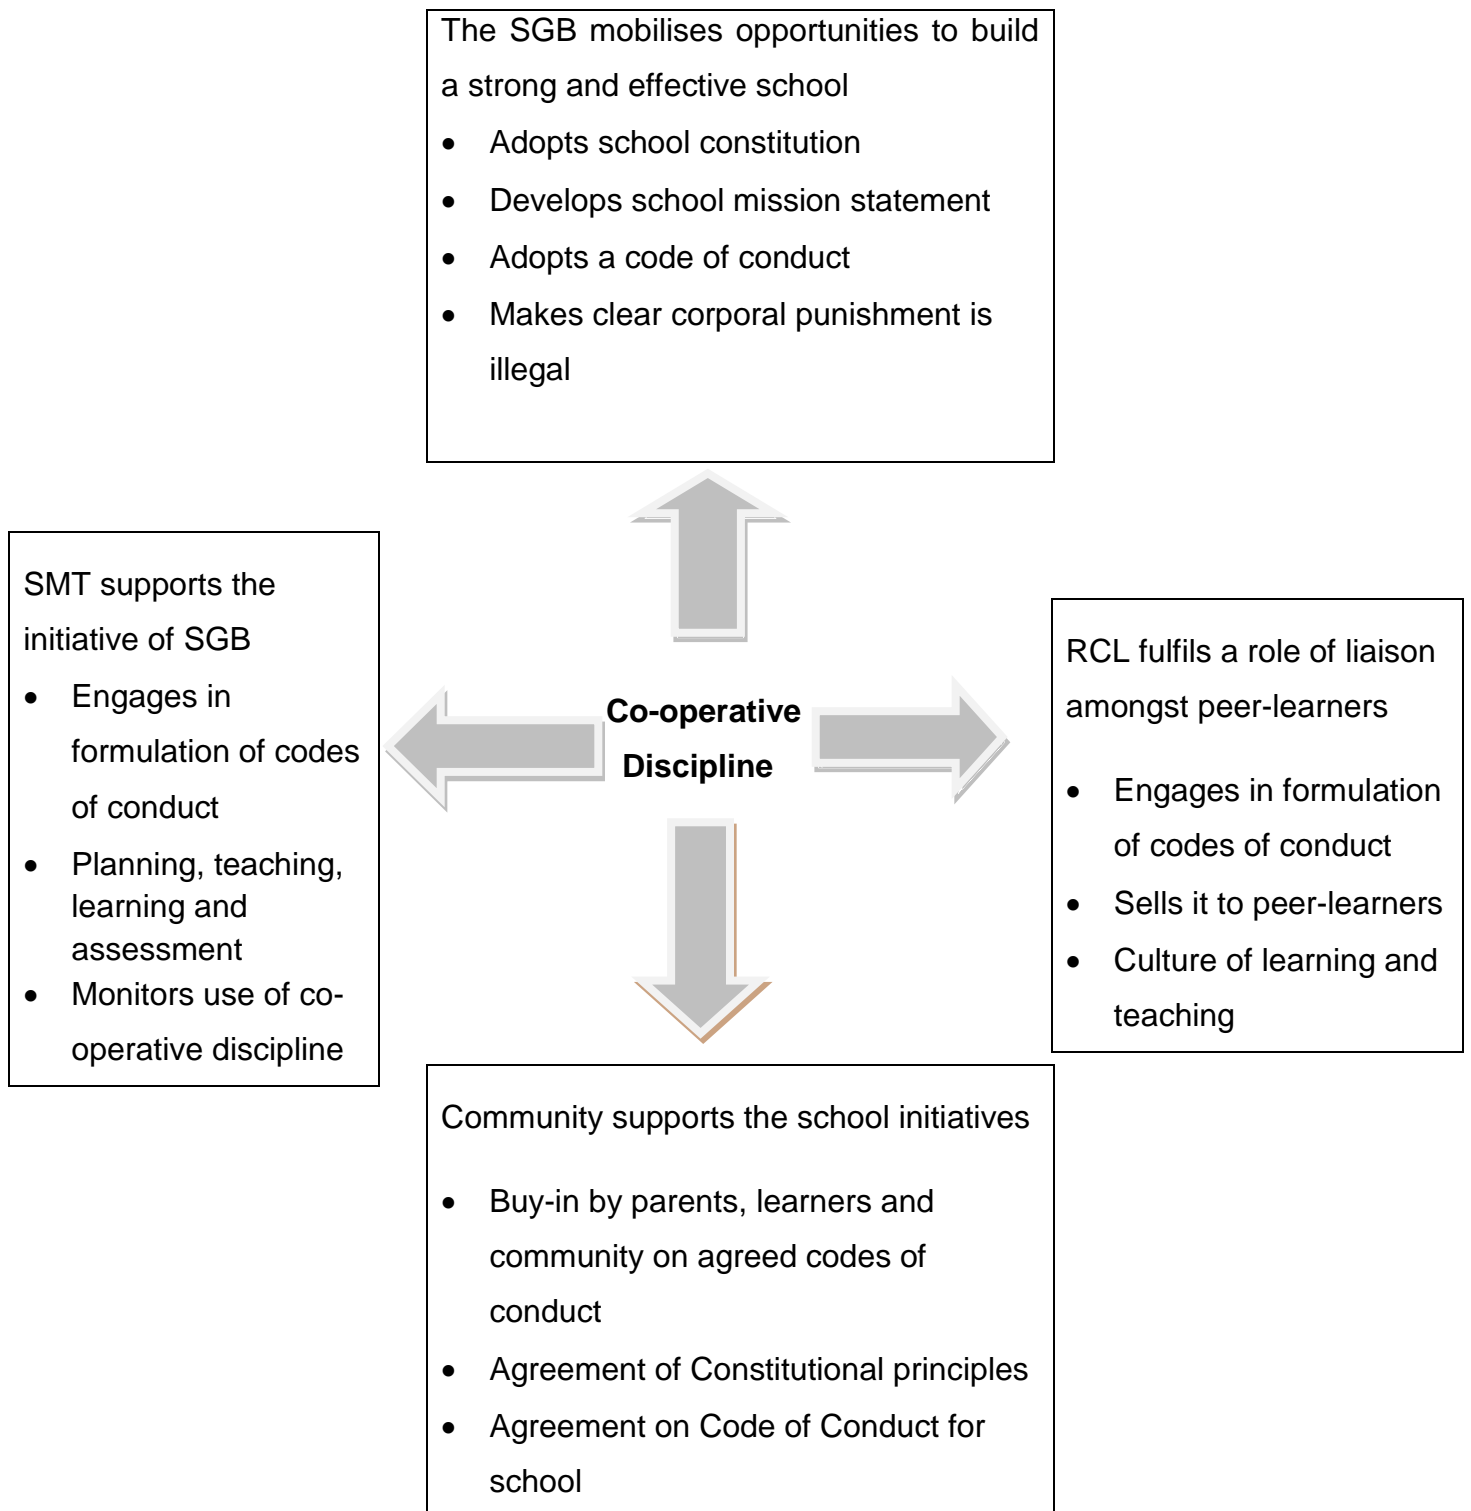 The SGB mobilises opportunities to build
a strong and effective school
• Adopts school constitution
• Develops school mission statement
• Adopts a code of conduct
• Makes clear corporal punishment is
illegal
SMT supports the
initiative of SGB
• Engages in
formulation of codes
of conduct
• Planning, teaching,
learning and
assessment
• Monitors use of co-
operative discipline
Co-operative
Discipline
RCL fulfils a role of liaison
amongst peer-learners
• Engages in formulation
of codes of conduct
• Sells it to peer-learners
• Culture of learning and
teaching
Community supports the school initiatives
• Buy-in by parents, learners and
community on agreed codes of
conduct
• Agreement of Constitutional principles
• Agreement on Code of Conduct for
school